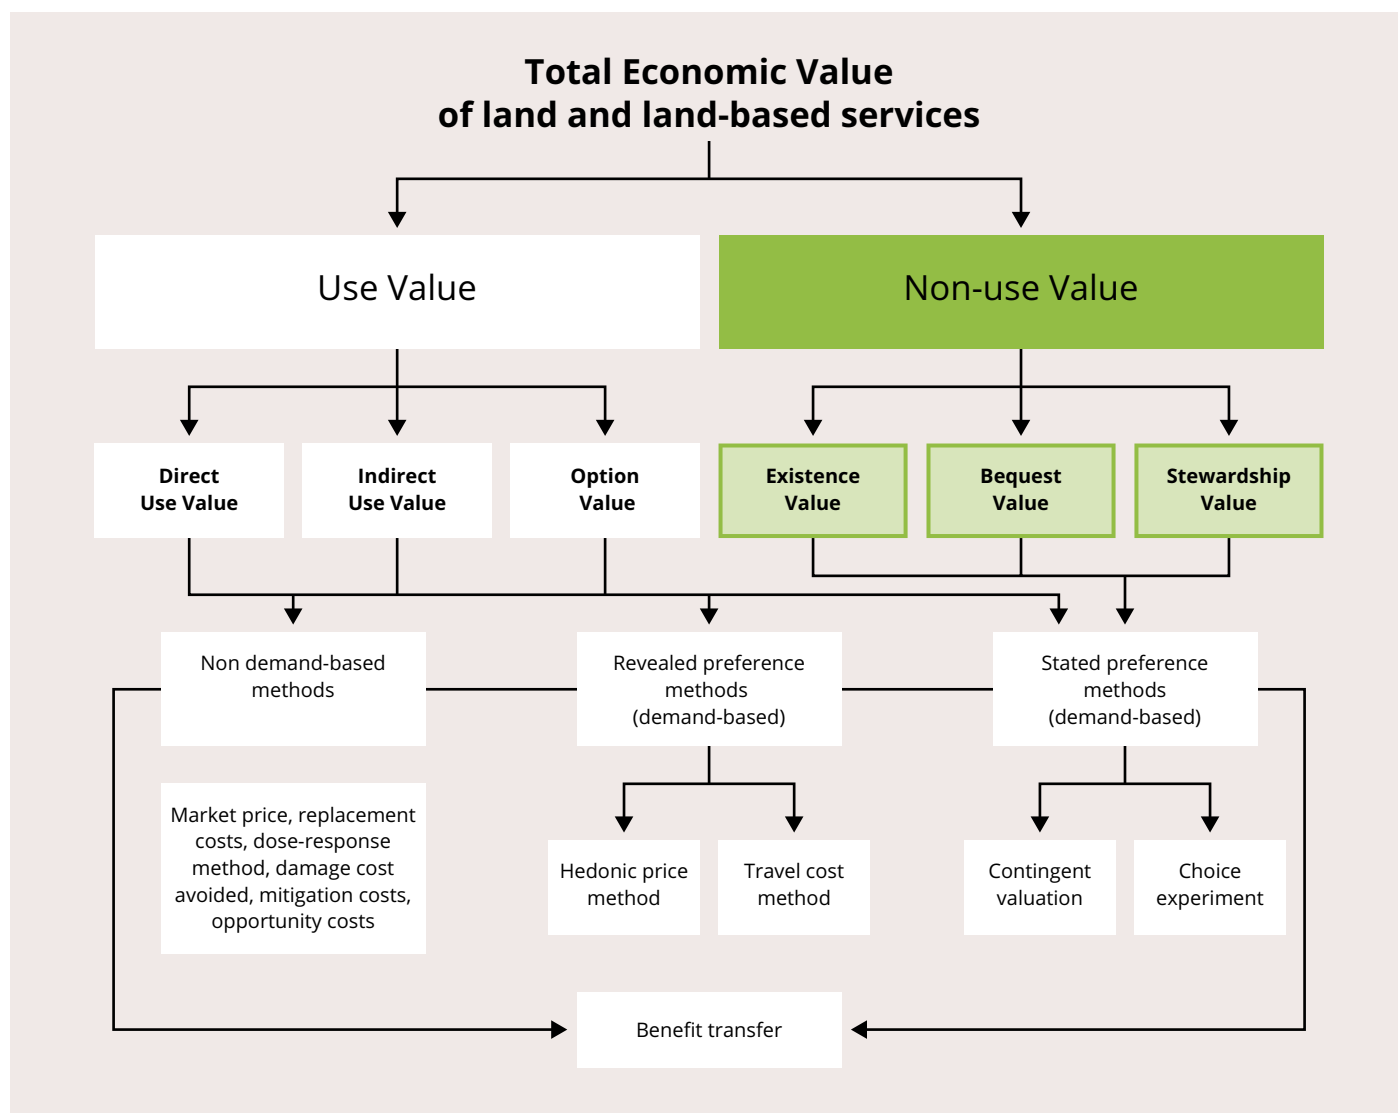 Total Economic Value
of land and land-based services
Use Value
Non-use Value
Direct
Use Value
Indirect
Use Value
Option
Value
Existence
Value
Bequest
Value
Stewardship
Value
Non demand-based
methods
Revealed preference
methods
(demand-based)
Stated preference
methods
(demand-based)
Market price, replacement
costs, dose-response
method, damage cost
avoided, mitigation costs,
opportunity costs
Hedonic price
method
Travel cost
method
Contingent
valuation
Choice
experiment
Benefit transfer